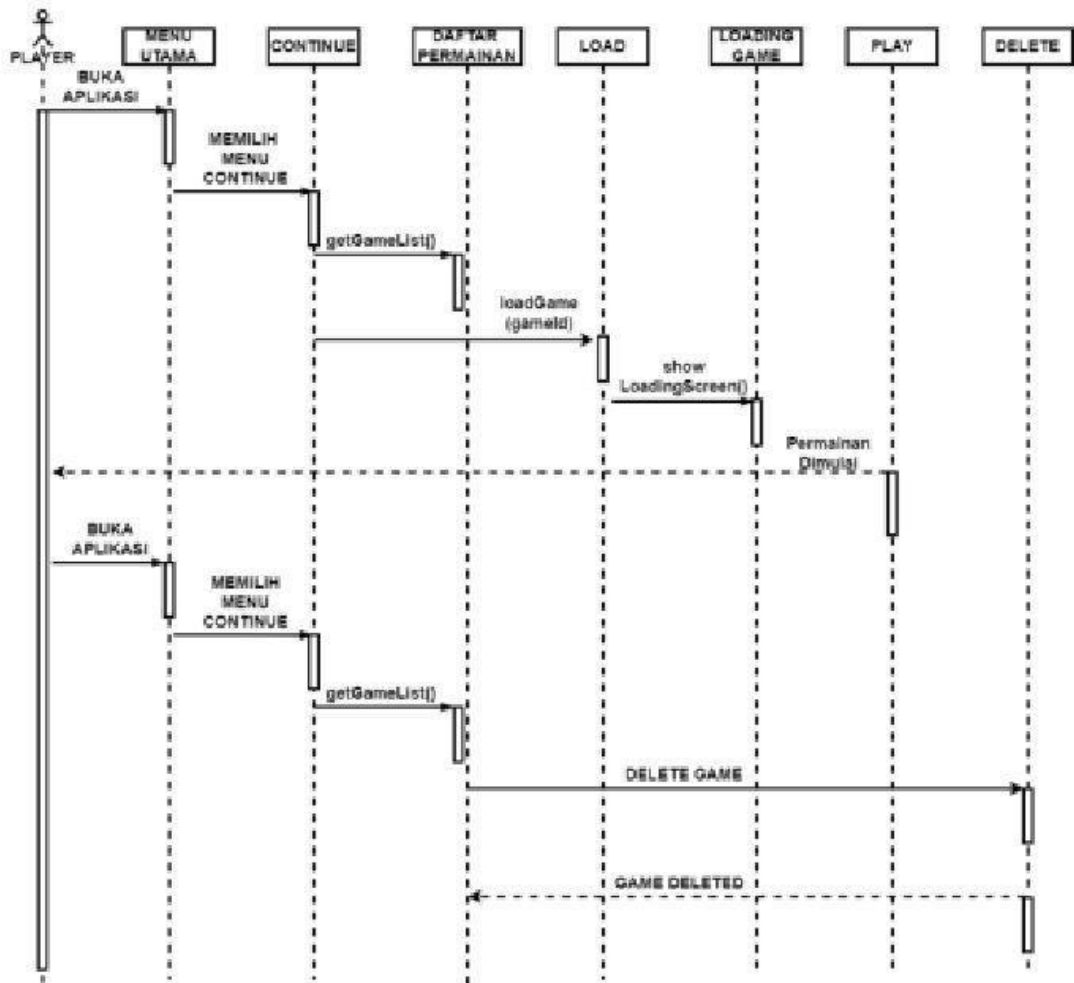 PLAYER
MENU
UTAMA
CONTINUE
DAFTAR
PERMAINAN
LOAD
LOADING
GAME
PLAY
DELETE
BUKA
APLIKASI
MEMILIH
MENU
CONTINUE
getGameList()
loadGame
(gameId)
show
LoadingScreen()
Permainan
Dimulai
BUKA
APLIKASI
MEMILIH
MENU
CONTINUE
getGameList()
DELETE GAME
GAME DELETED